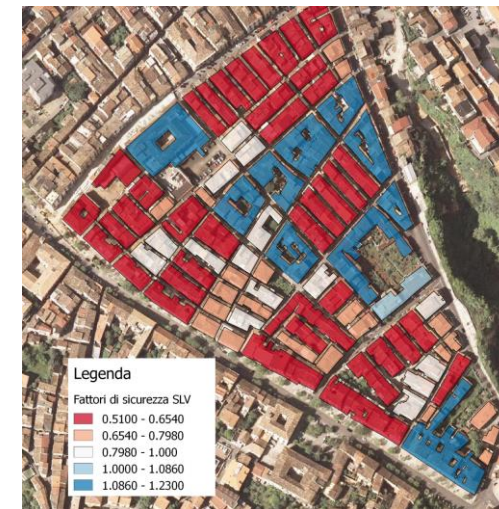 Legenda
Fattori di sicurezza SLV
0.5100 - 0.6540
0.6540 - 0.7980
0.7980 - 1.000
1.0000 - 1.0860
1.0860 - 1.2300